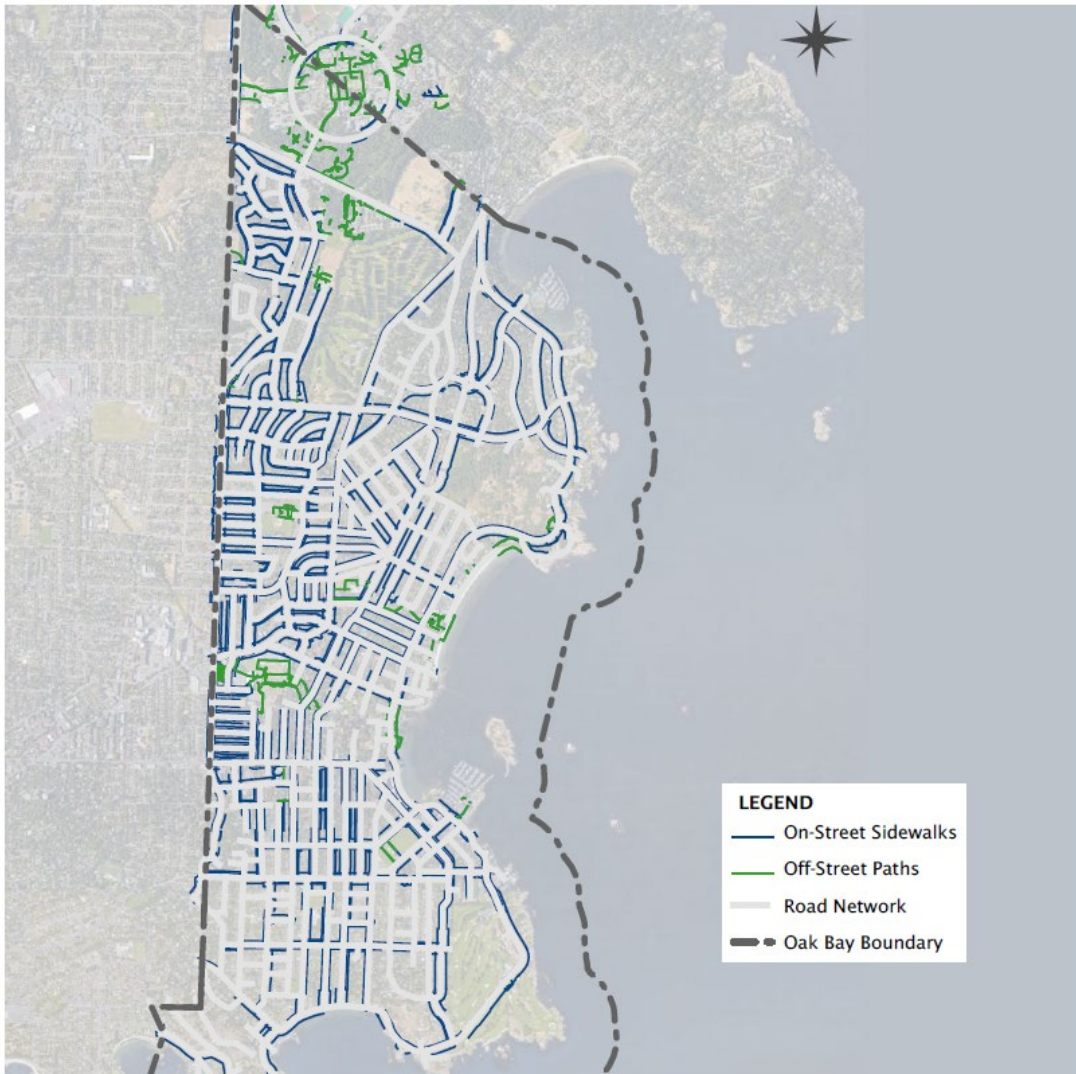 LEGEND
On-Street Sidewalks
Off-Street Paths
Road Network
Oak Bay Boundary